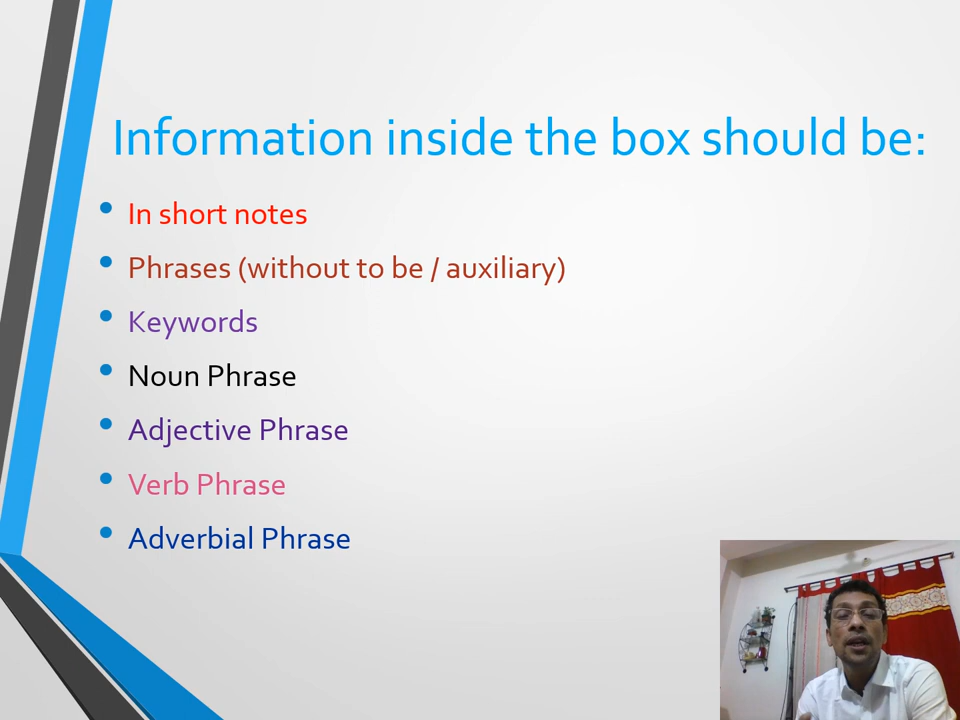 Information inside the box should be:
In short notes
Phrases (without to be / auxiliary)
Keywords
Noun Phrase
Adjective Phrase
Verb Phrase
Adverbial Phrase